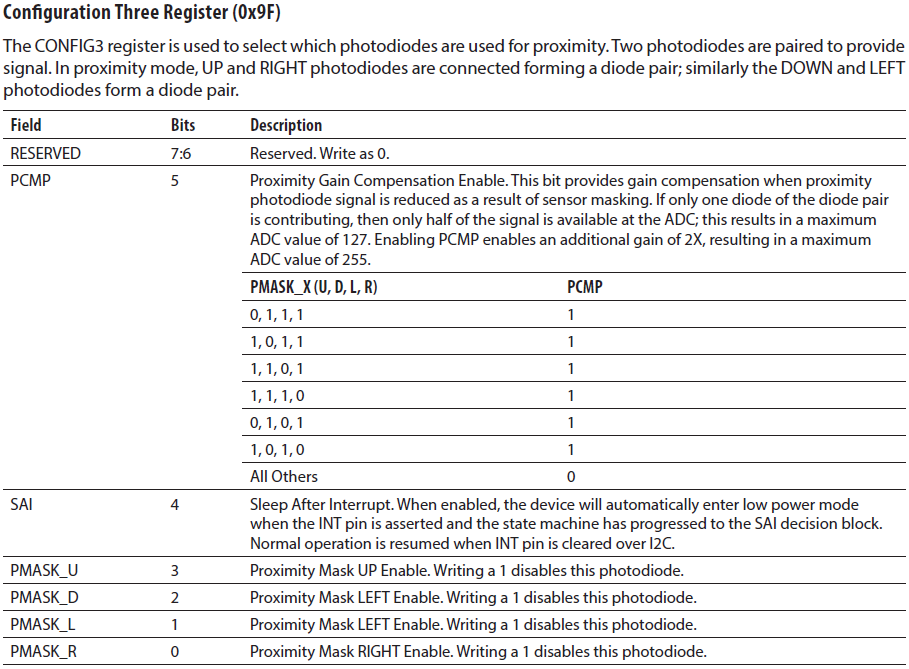 Configuration Three Register (0x9F)
The CONFIG3 register is used to select which photodiodes are used for proximity. Two photodiodes are paired to provide
signal. In proximity mode, UP and RIGHT photodiodes are connected forming a diode pair; similarly the DOWN and LEFT
photodiodes form a diode pair.
Field Bits Description
RESERVED 7:6 Reserved. Write as 0.
PCMP 5 Proximity Gain Compensation Enable. This bit provides gain compensation when proximity
photodiode signal is reduced as a result of sensor masking. If only one diode of the diode pair
is contributing, then only half of the signal is available at the ADC; this results in a maximum
ADC value of 127. Enabling PCMP enables an additional gain of 2X, resulting in a maximum
ADC value of 255.
PMASK_X (U, D, L, R) PCMP
0, 1, 1, 1 1
1, 0, 1, 1 1
1, 1, 0, 1 1
1, 1, 1, 0 1
0, 1, 0, 1 1
1, 0, 1, 0 1
All Others 0
SAI 4 Sleep After Interrupt. When enabled, the device will automatically enter low power mode
when the INT pin is asserted and the state machine has progressed to the SAI decision block.
Normal operation is resumed when INT pin is cleared over I2C.
PMASK_U 3 Proximity Mask UP Enable. Writing a 1 disables this photodiode.
PMASK_D 2 Proximity Mask LEFT Enable. Writing a 1 disables this photodiode.
PMASK_L 1 Proximity Mask LEFT Enable. Writing a 1 disables this photodiode.
PMASK_R 0 Proximity Mask RIGHT Enable. Writing a 1 disables this photodiode.